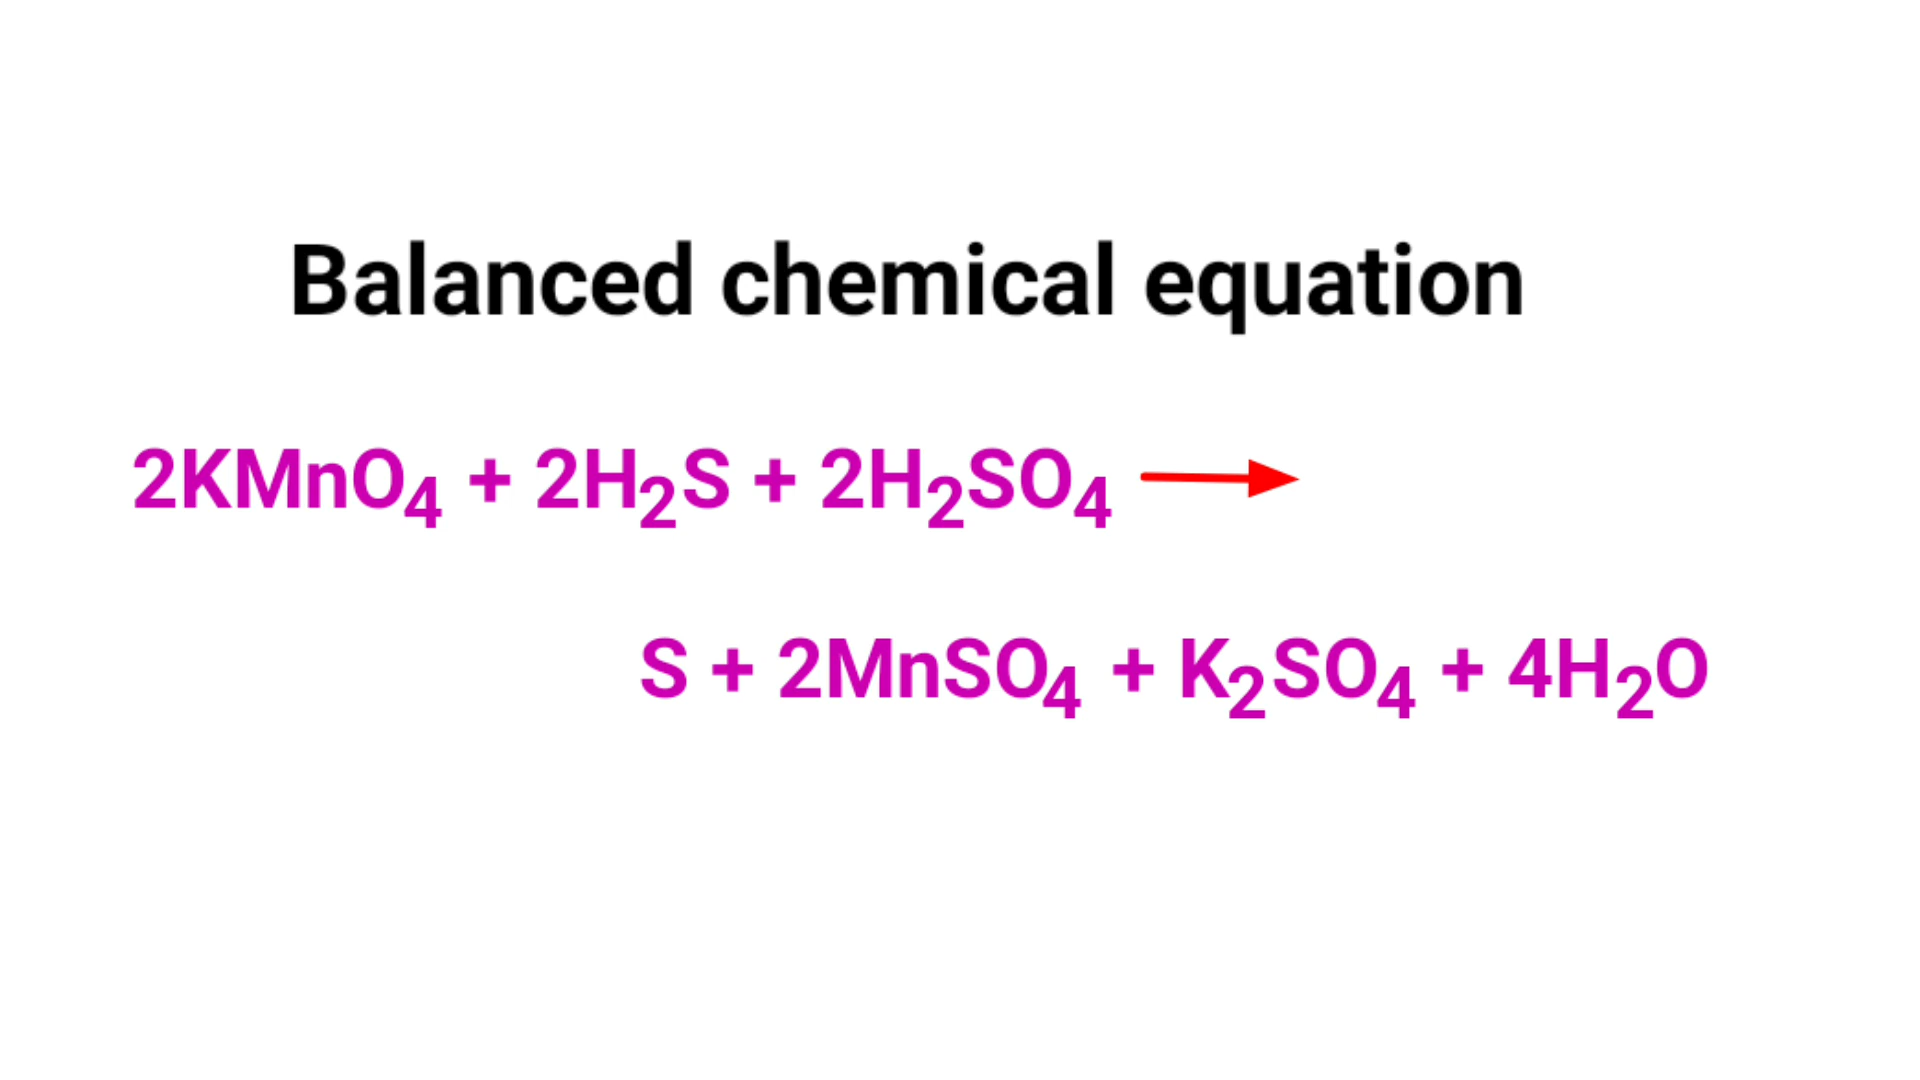 Balanced chemical equation
2KMnO₄ + 2H₂S + 2H₂SO₄ →
S + 2MnSO₄ + K₂SO₄ + 4H₂O